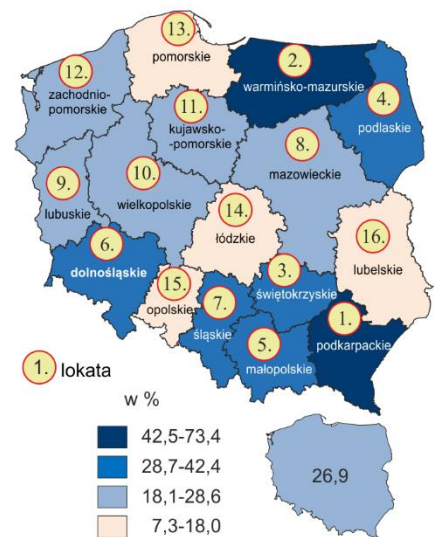 13.
pomorskie
2.
warmińsko-mazurskie
12.
zachodnio-
pomorskie
4.
podlaskie
11.
kujawsko-
-pomorskie
8.
mazowieckie
9.
lubuskie
10.
wielkopolskie
14.
łódzkie
16.
lubelskie
6.
dolnośląskie
15.
opolskie
3.
świętokrzyskie
7.
śląskie
1.
podkarpackie
5.
małopolskie
1. lokata
w %
42,5-73,4
28,7-42,4
18,1-28,6
7,3-18,0
26,9